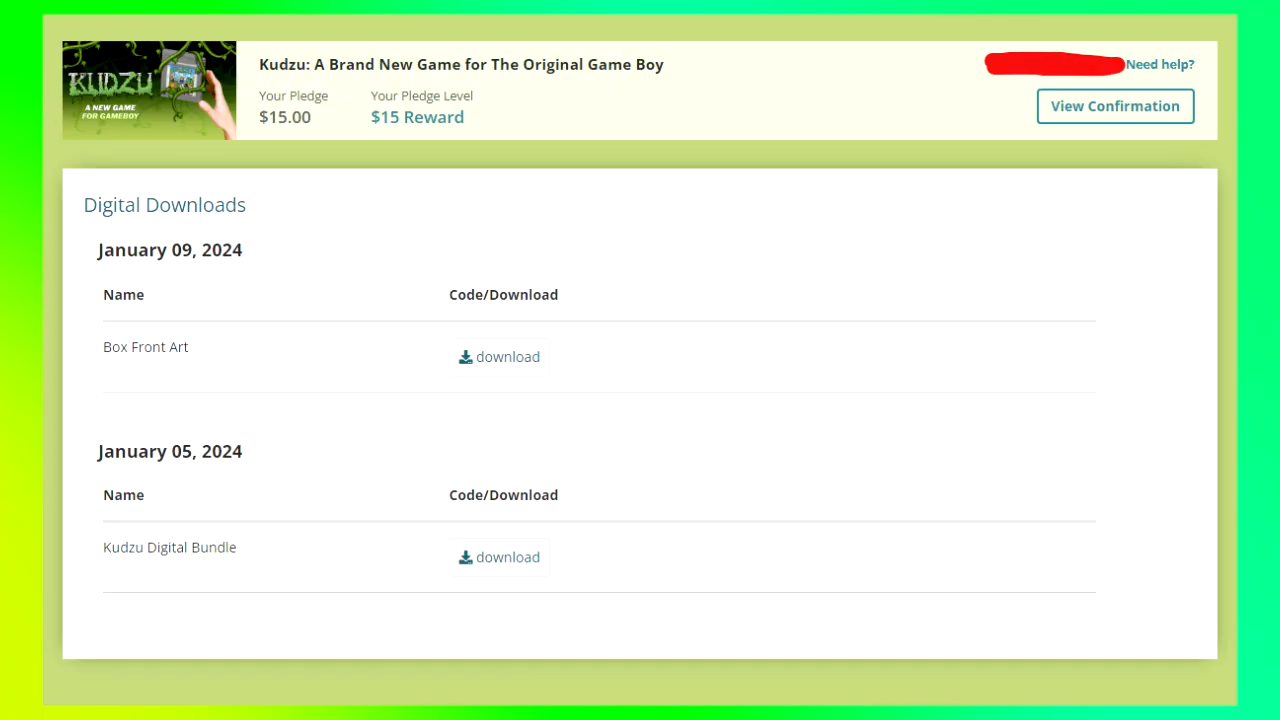 KUDZU
A NEW GAME
FOR GAMEBOY
Kudzu: A Brand New Game for The Original Game Boy
Need help?
Your Pledge Your Pledge Level
$15.00 $15 Reward
View Confirmation
Digital Downloads
January 09, 2024
Name Code/Download
Box Front Art download
January 05, 2024
Name Code/Download
Kudzu Digital Bundle download